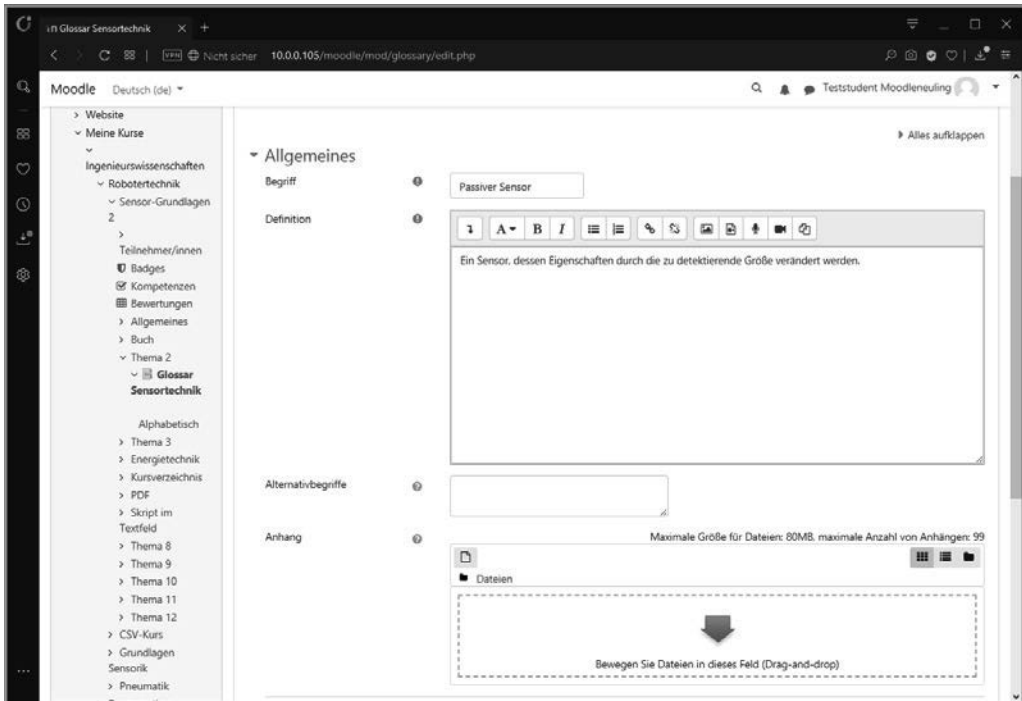 ın Glossar Sensortechnik
VPN Nicht sicher 10.0.0.105/moodle/mod/glossary/edit.php
Moodle Deutsch (de) Teststudent Moodleneuling
Website
Meine Kurse
Ingenieurswissenschaften
Robotertechnik
Sensor-Grundlagen
2
Teilnehmer/innen
Badges
Kompetenzen
Bewertungen
Allgemeines
Buch
Thema 2
Glossar
Sensortechnik
Alphabetisch
Thema 3
Energietechnik
Kursverzeichnis
PDF
Skript im
Textfeld
Thema 8
Thema 9
Thema 10
Thema 11
Thema 12
CSV-Kurs
Grundlagen
Sensorik
Pneumatik
Alles aufklappen
Allgemeines
Begriff
Passiver Sensor
Definition
A B I
Ein Sensor, dessen Eigenschaften durch die zu detektierende Größe verändert werden.
Alternativbegriffe
Anhang
Maximale Größe für Dateien: 80MB, maximale Anzahl von Anhängen: 99
Dateien
Bewegen Sie Dateien in dieses Feld (Drag-and-drop)